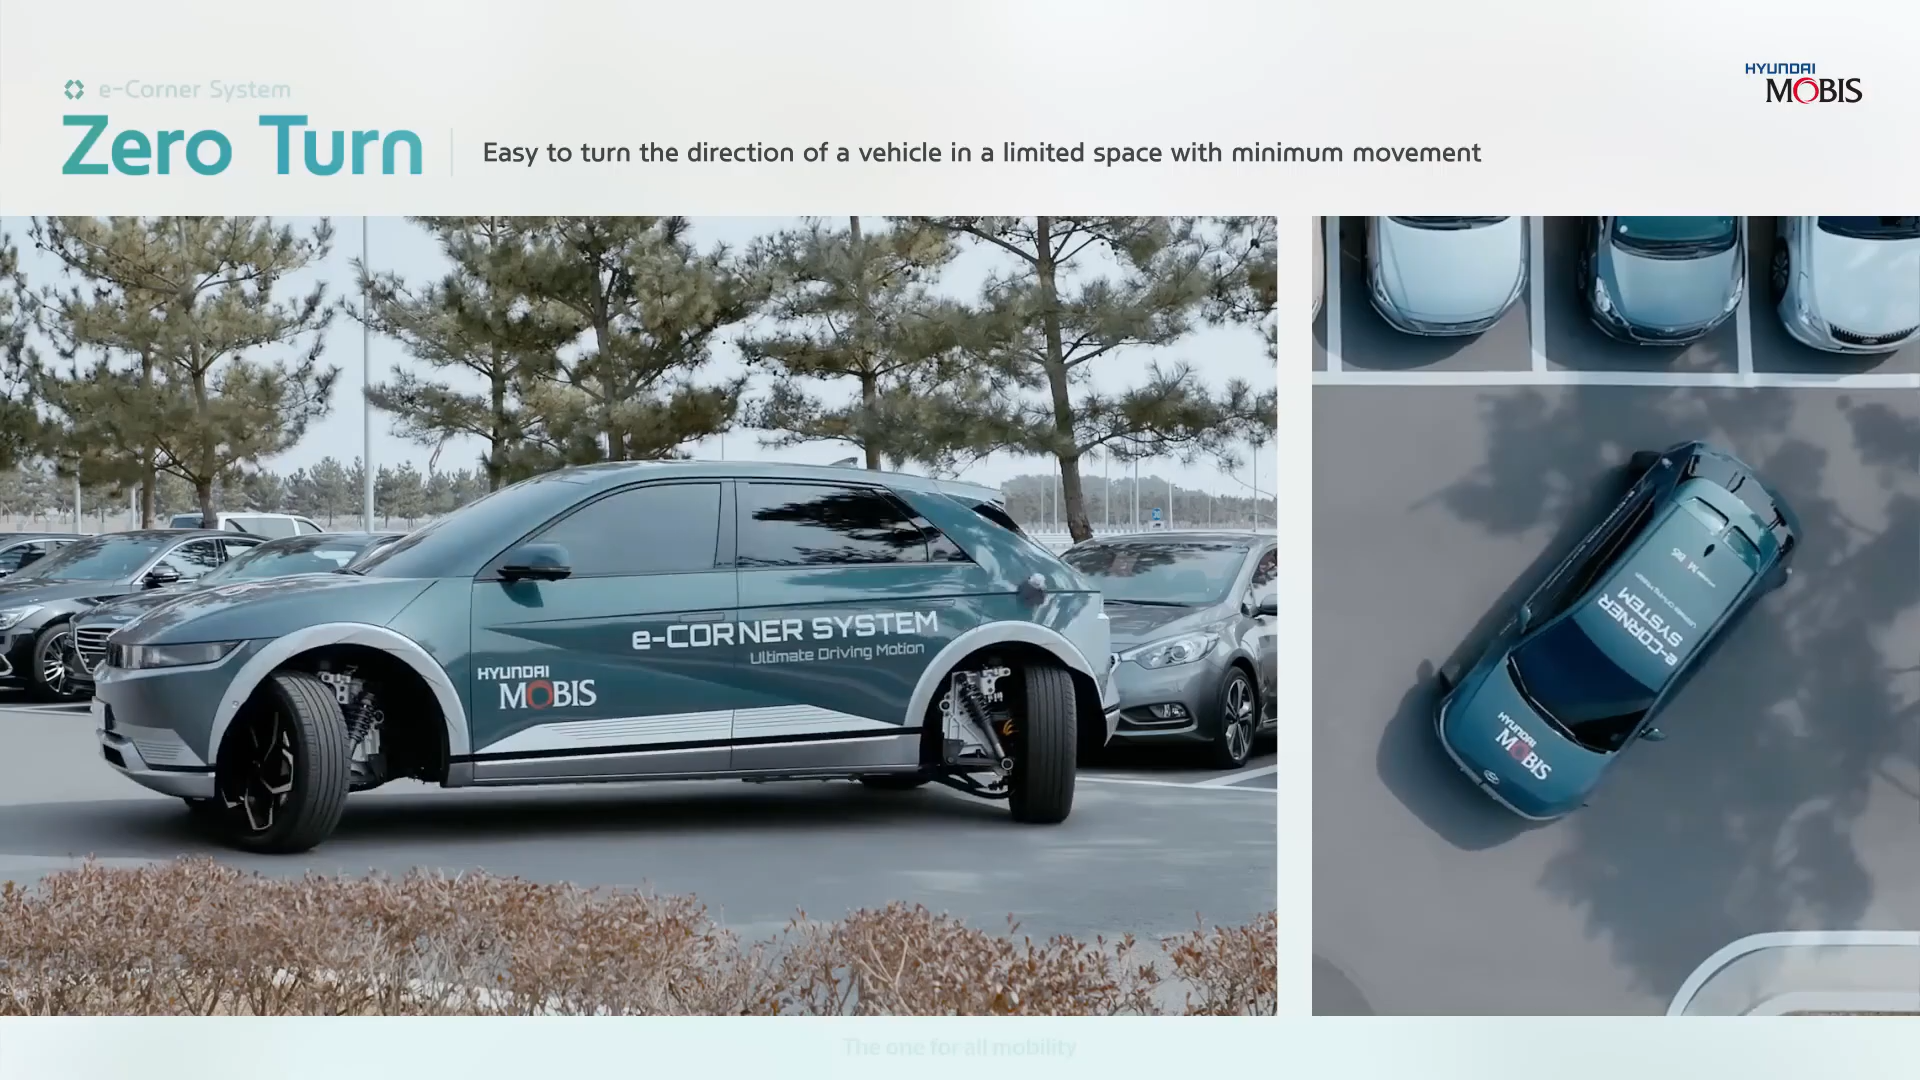 e-Corner System
Zero Turn
Easy to turn the direction of a vehicle in a limited space with minimum movement
HYUNDAI
MOBIS
e-CORNER SYSTEM
Ultimate Driving Motion
HYUNDAI
MOBIS
e-CORNER
SYSTEM
HYUNDAI
MOBIS
The one for all mobility